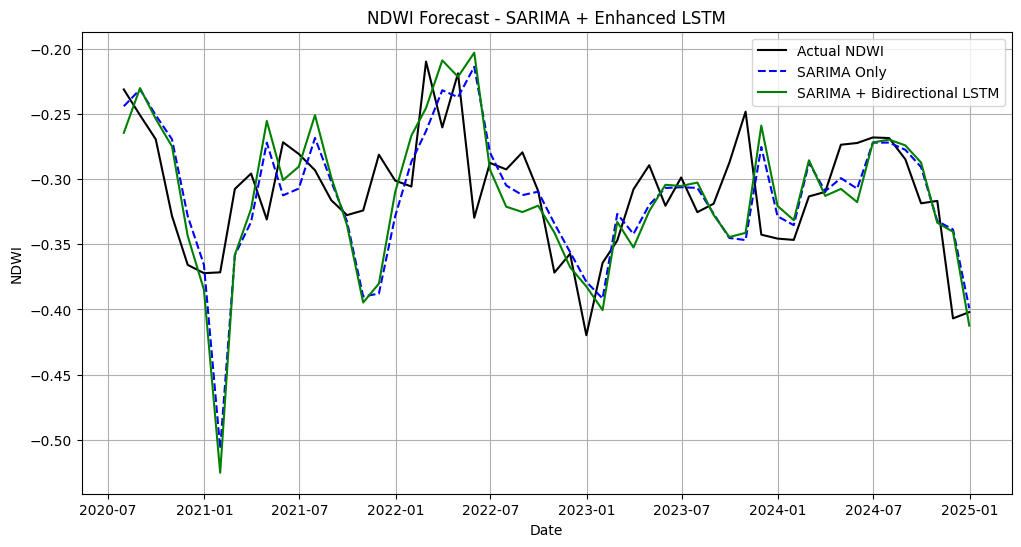 NDWI Forecast - SARIMA + Enhanced LSTM
Actual NDWI
SARIMA Only
SARIMA + Bidirectional LSTM
NDWI
−0.20
−0.25
−0.30
−0.35
−0.40
−0.45
−0.50
2020-07 2021-01 2021-07 2022-01 2022-07 2023-01 2023-07 2024-01 2024-07 2025-01
Date